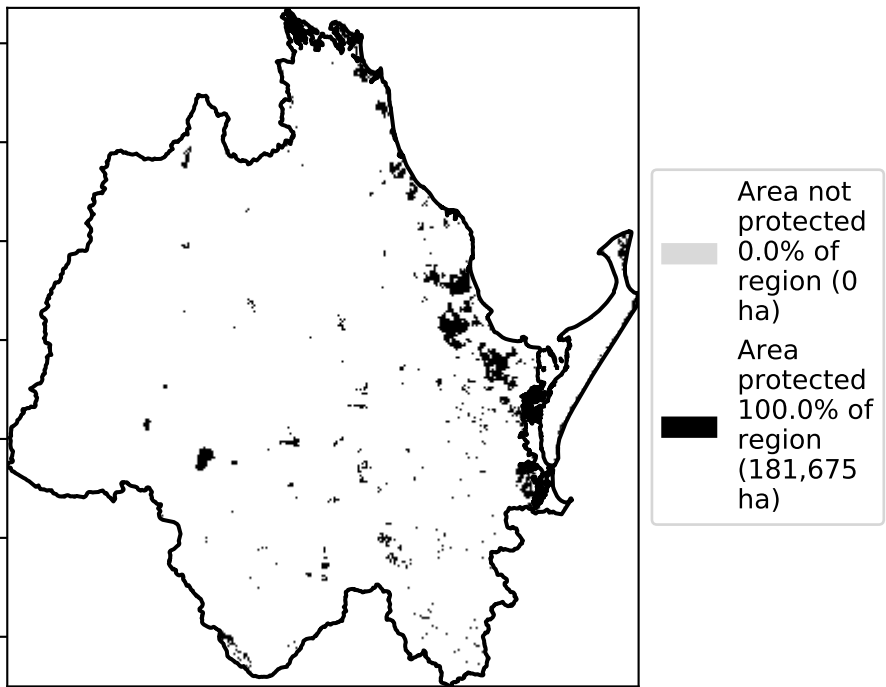 Area not
protected
0.0% of
region (0
ha)
Area
protected
100.0% of
region
(181,675
ha)